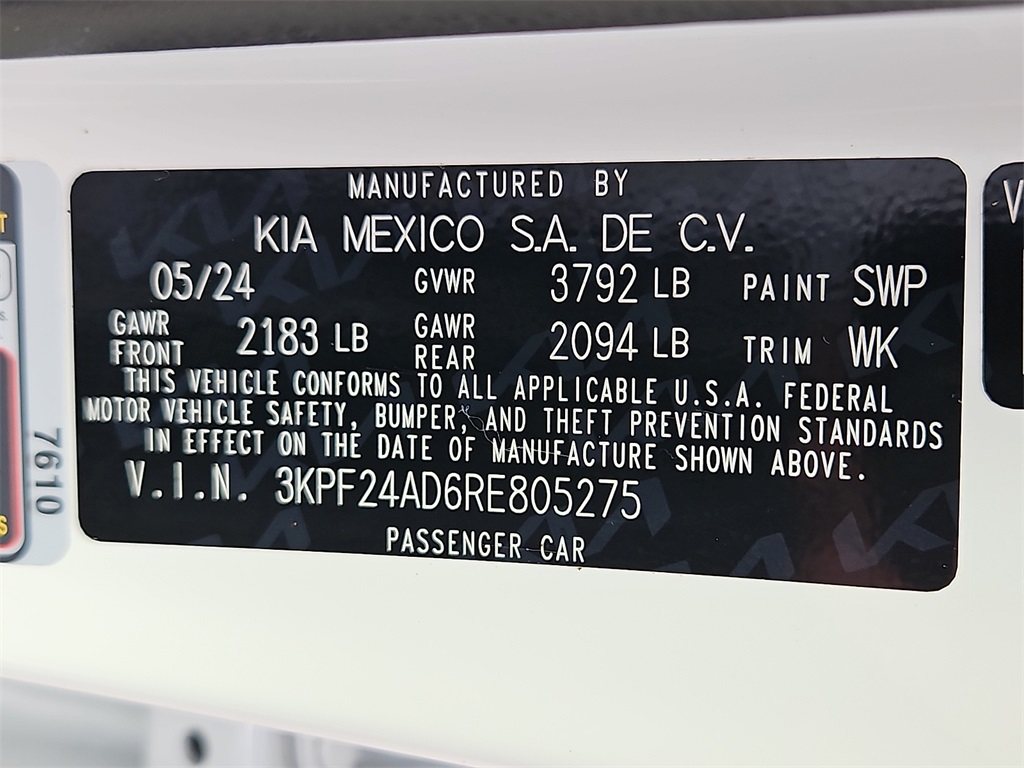 MANUFACTURED BY
KIA MEXICO S.A. DE C.V.
05/24 GVWR 3792 LB PAINT SWP
GAWR FRONT 2183 LB GAWR REAR 2094 LB TRIM WK
THIS VEHICLE CONFORMS TO ALL APPLICABLE U.S.A. FEDERAL
MOTOR VEHICLE SAFETY, BUMPER, AND THEFT PREVENTION STANDARDS
IN EFFECT ON THE DATE OF MANUFACTURE SHOWN ABOVE.
V.I.N. 3KPF24AD6RE805275
PASSENGER CAR
7610